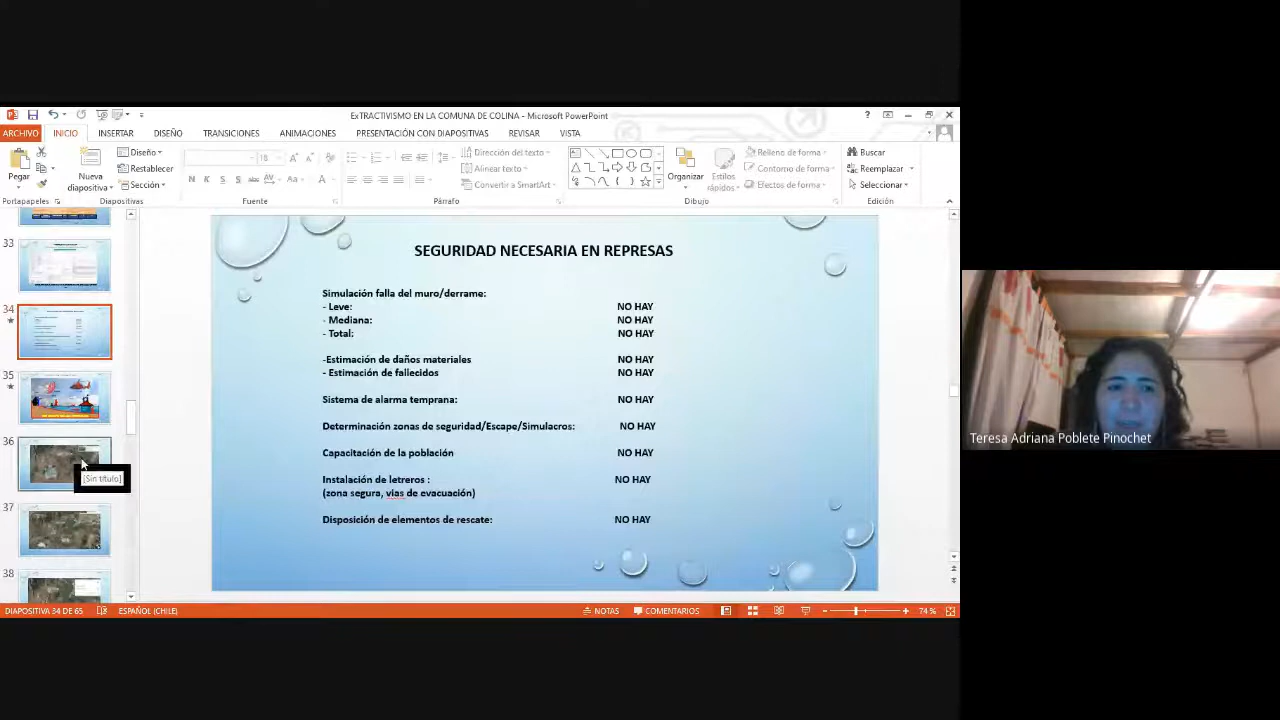 ExTRACTIVISMO EN LA COMUNA DE COLINA - Microsoft PowerPoint
ARCHIVO INICIO INSERTAR DISEÑO TRANSICIONES ANIMACIONES PRESENTACIÓN CON DIAPOSITIVAS REVISAR VISTA
Pegar
Nueva diapositiva
Diseño
Restablecer
Sección
18
N K S S abc AV Aa A
Dirección del texto
Alinear texto
Convertir a SmartArt
Organizar
Estilos rápidos
Relleno de forma
Contorno de forma
Efectos de forma
Buscar
Reemplazar
Seleccionar
Portapapeles Diapositivas Fuente Párrafo Dibujo Edición
33
34
35
36
[Sin título]
37
38
SEGURIDAD NECESARIA EN REPRESAS
Simulación falla del muro/derrame:
- Leve: NO HAY
- Mediana: NO HAY
- Total: NO HAY
-Estimación de daños materiales NO HAY
- Estimación de fallecidos NO HAY
Sistema de alarma temprana: NO HAY
Determinación zonas de seguridad/Escape/Simulacros: NO HAY
Capacitación de la población NO HAY
Instalación de letreros : NO HAY
(zona segura, vias de evacuación)
Disposición de elementos de rescate: NO HAY
Teresa Adriana Poblete Pinochet
DIAPOSITIVA 34 DE 65 ESPAÑOL (CHILE) NOTAS COMENTARIOS 74 %